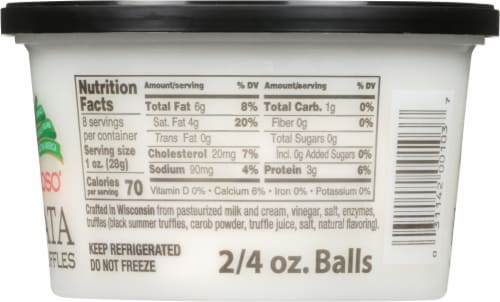 Nutrition
Facts
8 servings
per container
Serving size
1 oz. (28g)
Calories
per serving 70
Amount/serving % DV
Total Fat 6g 8%
Sat. Fat 4g 20%
Trans Fat 0g
Cholesterol 20mg 7%
Sodium 90mg 4%
Amount/serving % DV
Total Carb. 1g 0%
Fiber 0g 0%
Total Sugars 0g
Incl. 0g Added Sugars 0%
Protein 3g 6%
Vitamin D 0% • Calcium 6% • Iron 0% • Potassium 0%
Crafted in Wisconsin from pasteurized milk and cream, vinegar, salt, enzymes,
truffles (black summer truffles, carob powder, truffle juice, salt, natural flavoring).
KEEP REFRIGERATED
DO NOT FREEZE
2/4 oz. Balls
OSO®
TA
FFLES
0 31142 00103 7